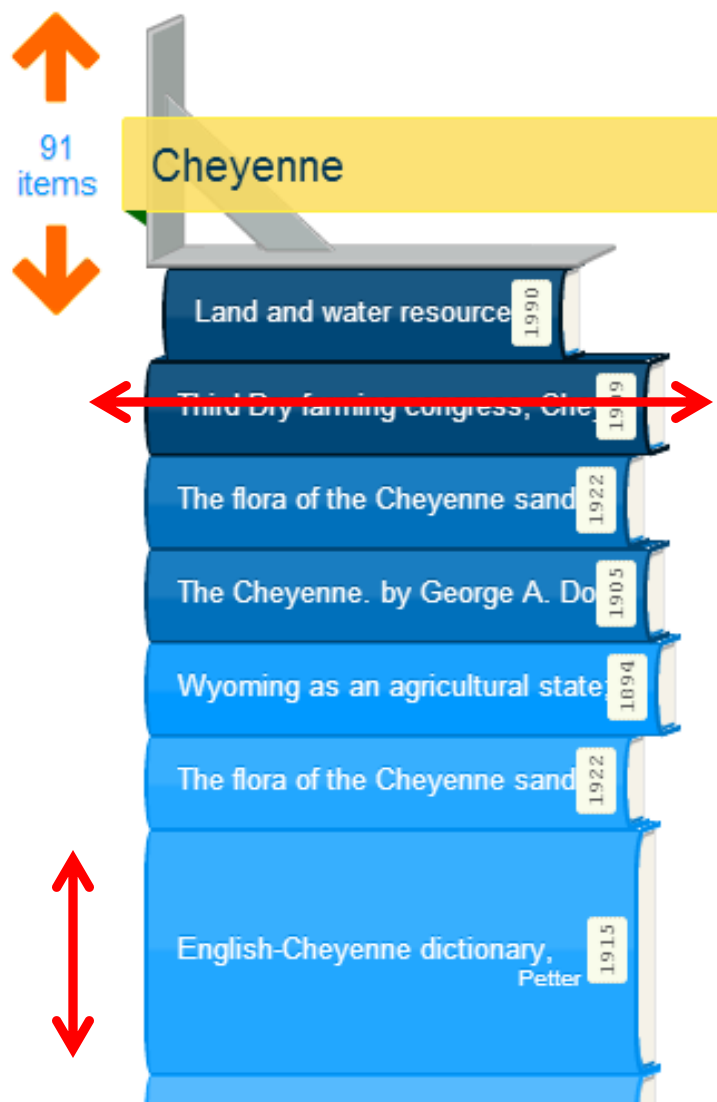 91
items
Cheyenne
Land and water resource
1990
Third Dry farming congress, Chey
The flora of the Cheyenne sand
1922
The Cheyenne. by George A. Do
1905
Wyoming as an agricultural state;
1894
The flora of the Cheyenne sand
1922
English-Cheyenne dictionary,
Petter
1915